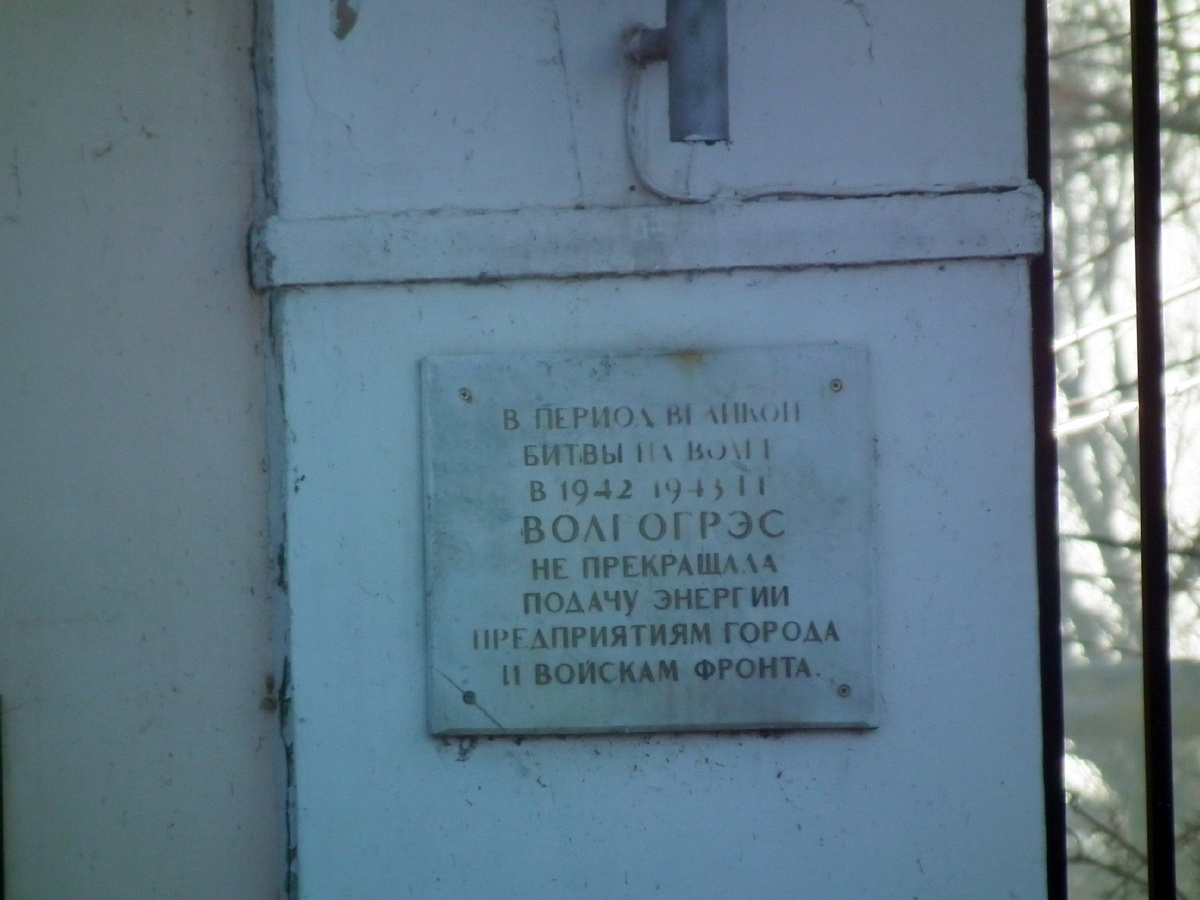 В ПЕРИОД ВЕЛИКОЙ
БИТВЫ НА ВОЛГЕ
В 1942 1943 ГГ.
ВОЛГОГРЭС
НЕ ПРЕКРАЩАЛА
ПОДАЧУ ЭНЕРГИИ
ПРЕДПРИЯТИЯМ ГОРОДА
И ВОЙСКАМ ФРОНТА.